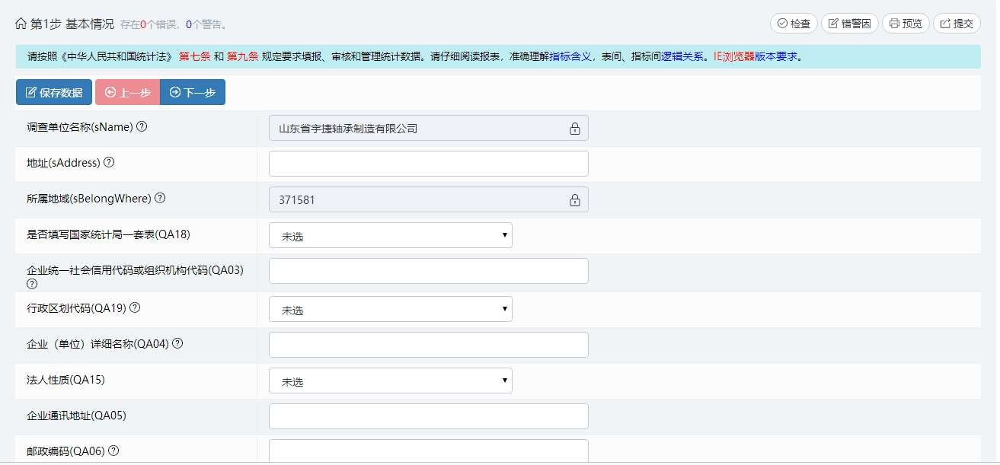 第1步 基本情况 存在0个错误，0个警告。 检查 错警因 预览 提交
请按照《中华人民共和国统计法》 第七条 和 第九条 规定要求填报、审核和管理统计数据。请仔细阅读报表，准确理解指标含义，表间、指标间逻辑关系。IE浏览器版本要求。
保存数据 上一步 下一步
调查单位名称(sName) 山东省宇捷轴承制造有限公司
地址(sAddress)
所属地域(sBelongWhere) 371581
是否填写国家统计局一套表(QA18) 未选
企业统一社会信用代码或组织机构代码(QA03)
行政区划代码(QA19) 未选
企业（单位）详细名称(QA04)
法人性质(QA15) 未选
企业通讯地址(QA05)
邮政编码(QA06)